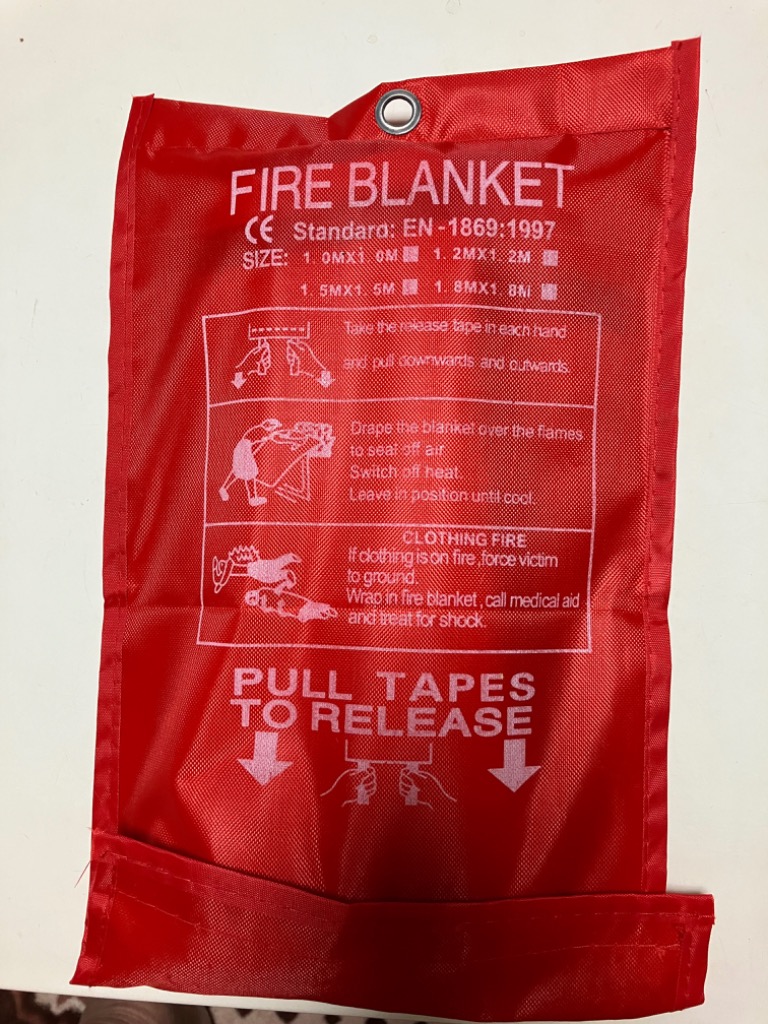 FIRE BLANKET
CE Standard: EN-1869:1997
SIZE: 1.0MX1.0M 1.2MX1.2M
1.5MX1.5M 1.8MX1.8M
Take the release tape in each hand
and pull downwards and outwards.
Drape the blanket over the flames
to seat off air.
Switch off heat.
Leave in position until cool.
CLOTHING FIRE
If clothing is on fire ,force victim
to ground.
Wrap in fire blanket , call medical aid
and treat for shock.
PULL TAPES
TO RELEASE